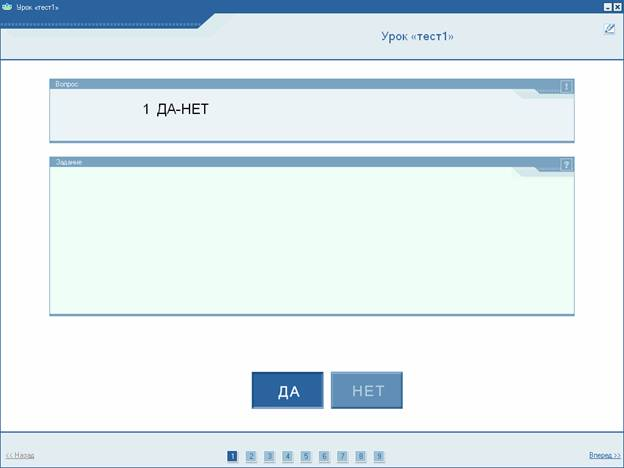 Урок «тест1»
Урок «тест1»
Вопрос
!
1 ДА-НЕТ
Задание
?
ДА НЕТ
<< Назад 1 2 3 4 5 6 7 8 9 Вперед >>